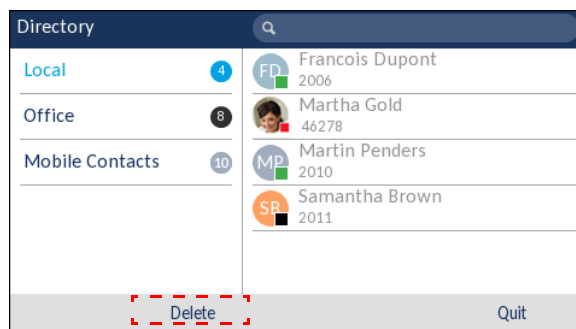 Directory
Local
4
Office
8
Mobile Contacts
10
FD
Francois Dupont
2006
Martha Gold
46278
MP
Martin Penders
2010
SB
Samantha Brown
2011
Delete
Quit